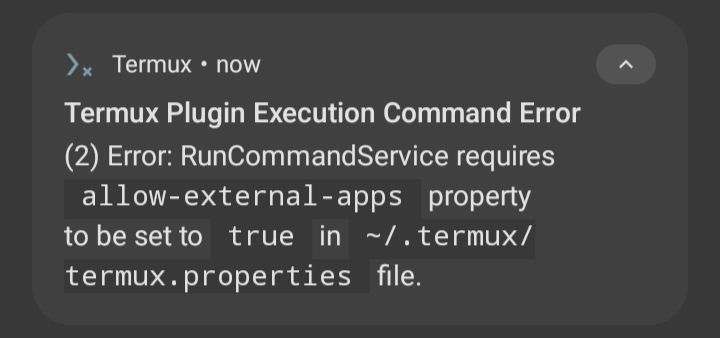 Termux • now
Termux Plugin Execution Command Error
(2) Error: RunCommandService requires
allow-external-apps property
to be set to true in ~/.termux/
termux.properties file.